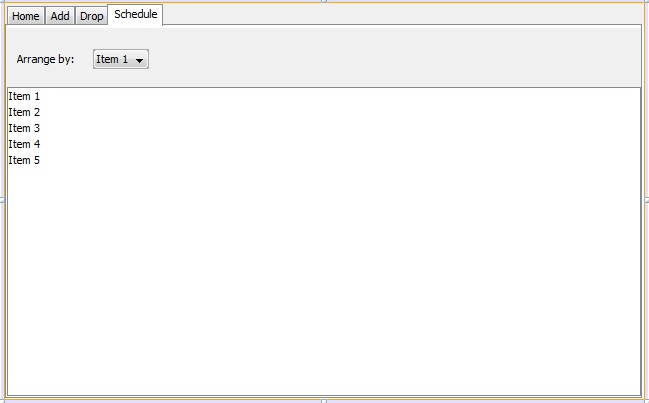 Home Add Drop Schedule
Arrange by: Item 1
Item 1
Item 2
Item 3
Item 4
Item 5